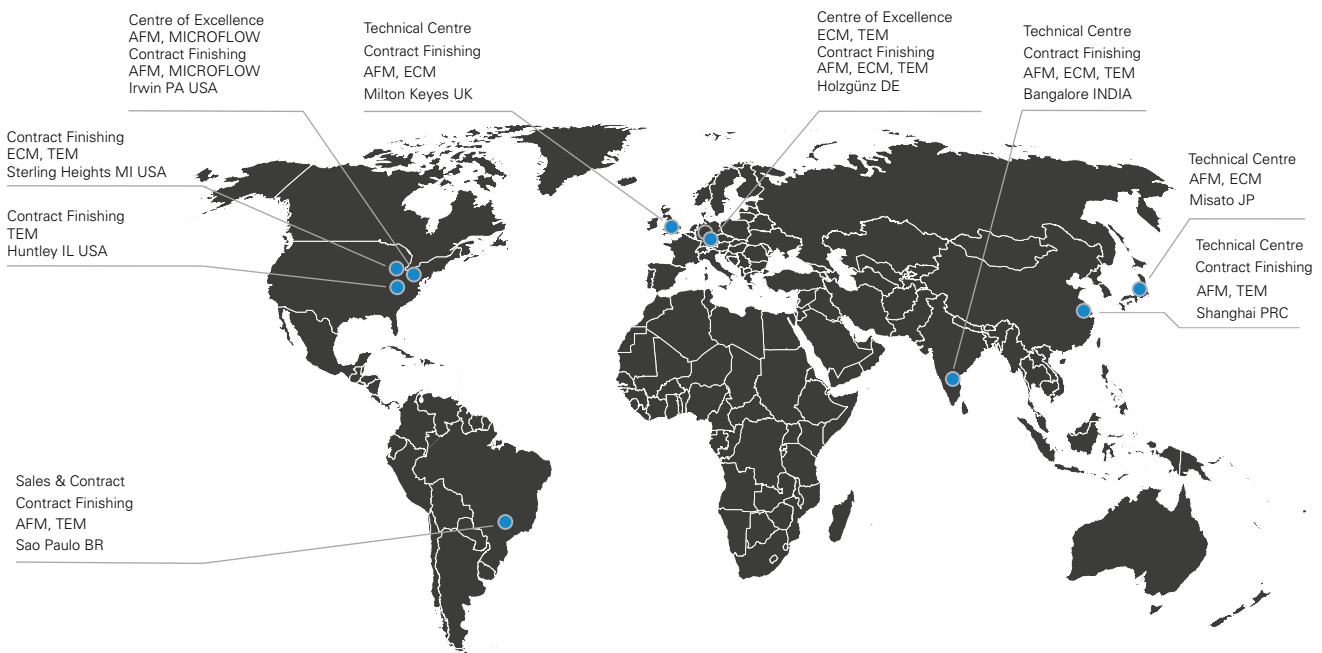 Centre of Excellence
AFM, MICROFLOW
Contract Finishing
AFM, MICROFLOW
Irwin PA USA
Technical Centre
Contract Finishing
AFM, ECM
Milton Keyes UK
Centre of Excellence
ECM, TEM
Contract Finishing
AFM, ECM, TEM
Holzgünz DE
Technical Centre
Contract Finishing
AFM, ECM, TEM
Bangalore INDIA
Contract Finishing
ECM, TEM
Sterling Heights MI USA
Contract Finishing
TEM
Huntley IL USA
Technical Centre
AFM, ECM
Misato JP
Technical Centre
Contract Finishing
AFM, TEM
Shanghai PRC
Sales & Contract
Contract Finishing
AFM, TEM
Sao Paulo BR